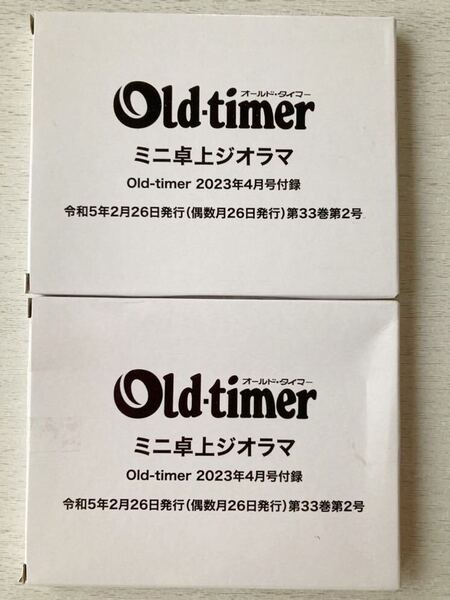 オールド・タイマー
Old-timer
ミニ卓上ジオラマ
Old-timer 2023年4月号付録
令和5年2月26日発行(偶数月26日発行)第33巻第2号
オールド・タイマー
Old-timer
ミニ卓上ジオラマ
Old-timer 2023年4月号付録
令和5年2月26日発行(偶数月26日発行)第33巻第2号